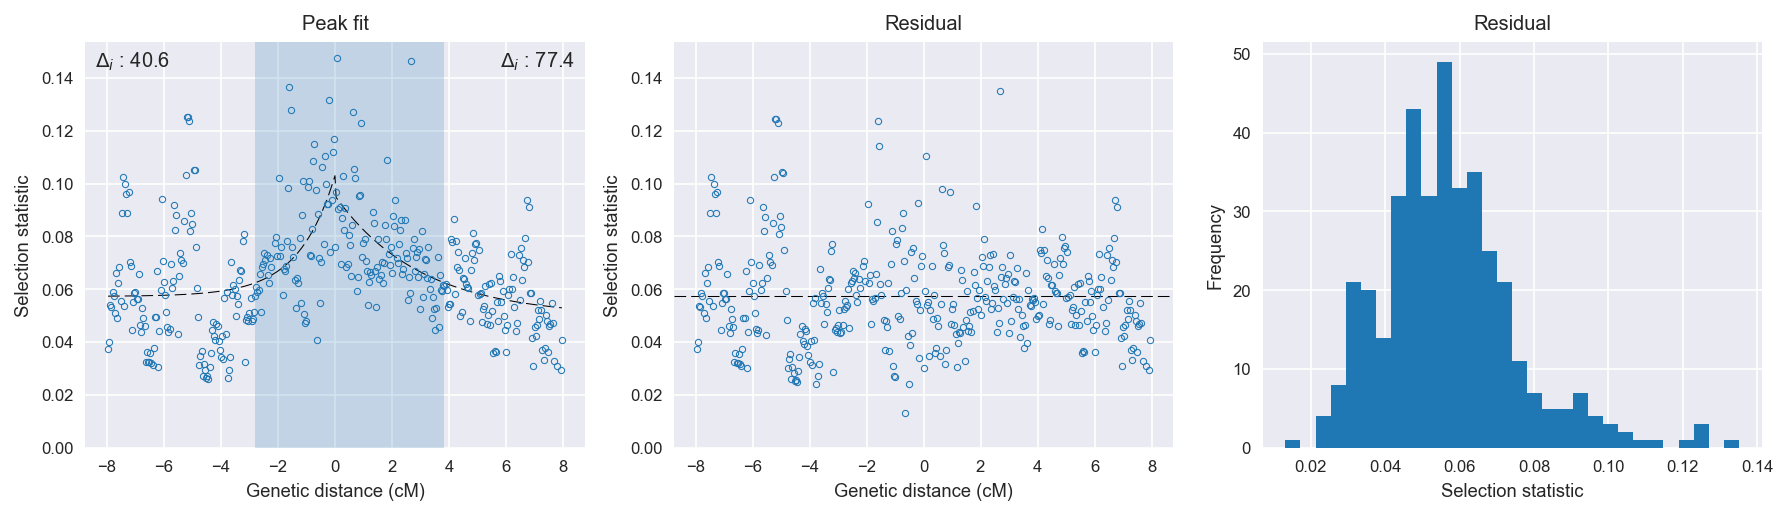 Peak fit
Δi : 40.6
Δi : 77.4
0.14
0.12
0.10
0.08
0.06
0.04
0.02
0.00
Selection statistic
−8 −6 −4 −2 0 2 4 6 8
Genetic distance (cM)
Residual
0.14
0.12
0.10
0.08
0.06
0.04
0.02
0.00
Selection statistic
−8 −6 −4 −2 0 2 4 6 8
Genetic distance (cM)
Residual
50
40
30
20
10
0
Frequency
0.02 0.04 0.06 0.08 0.10 0.12 0.14
Selection statistic